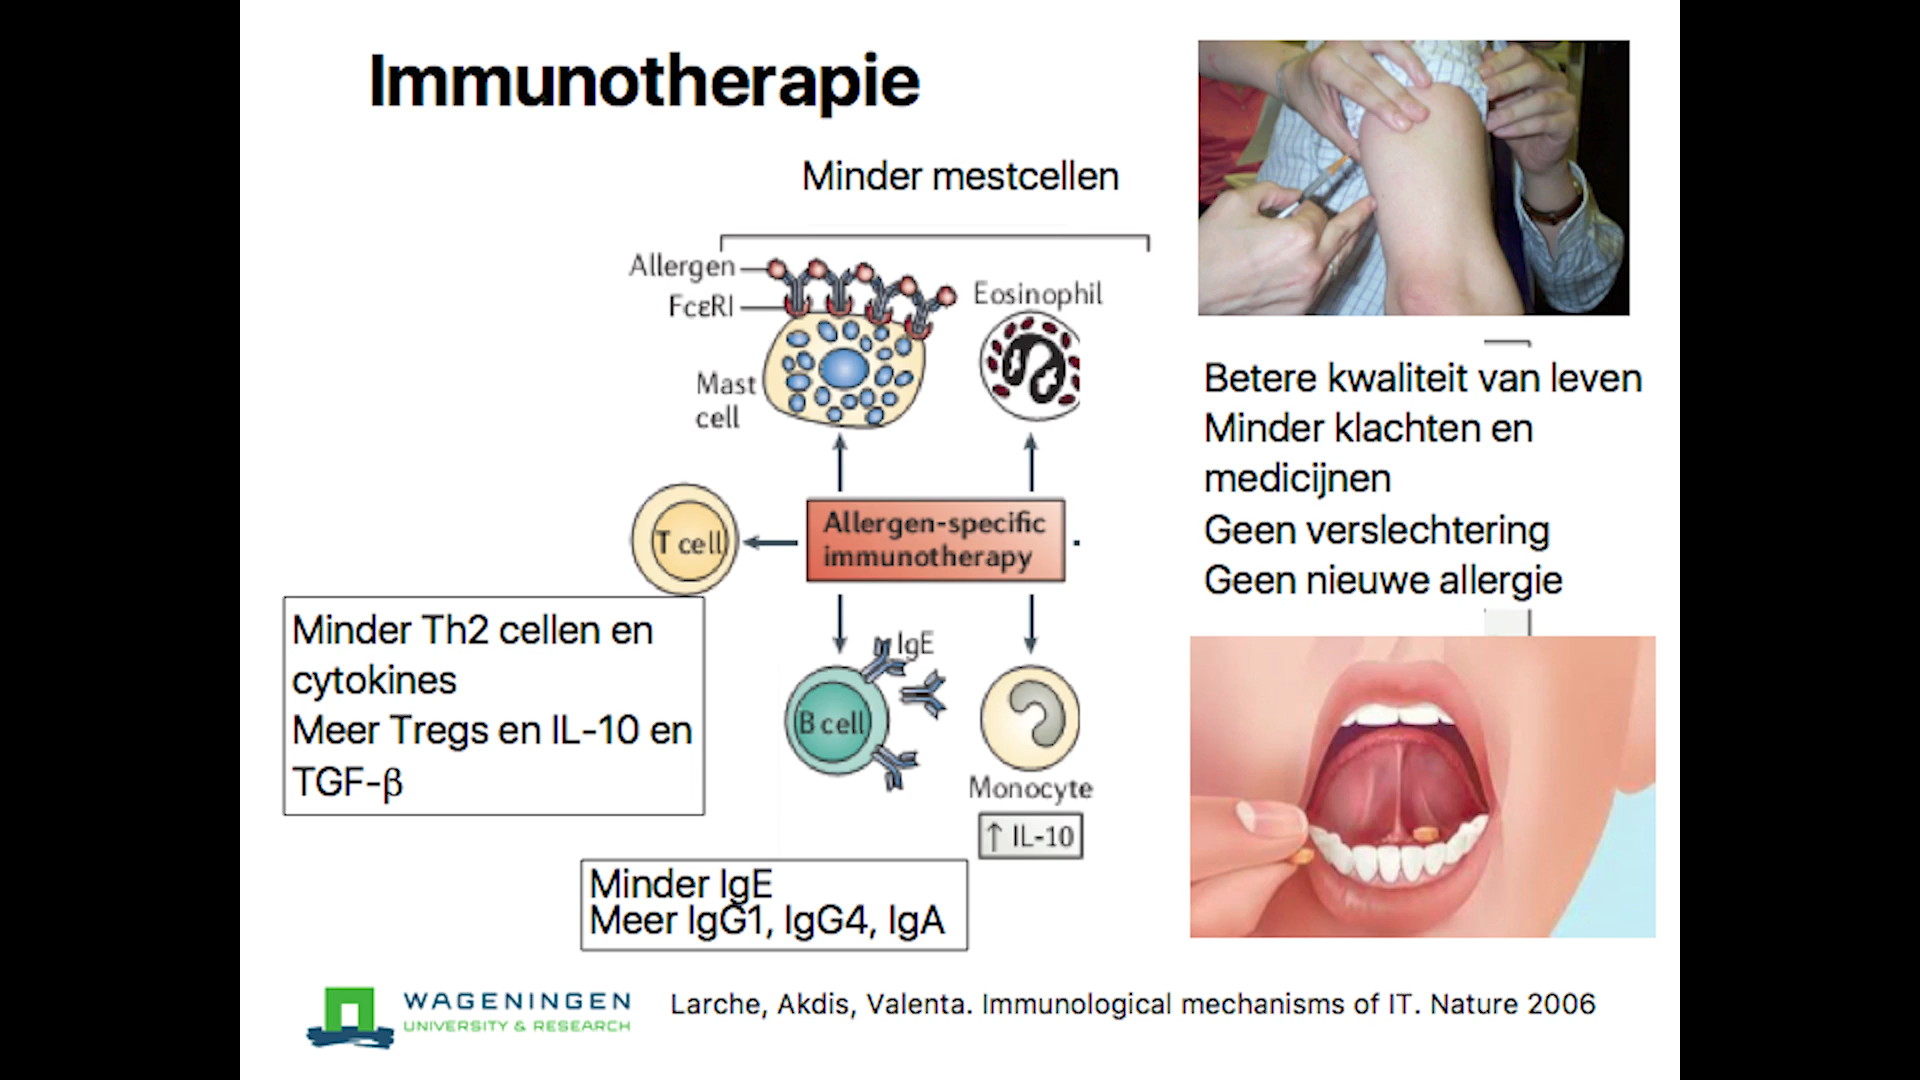 Immunotherapie
Minder mestcellen
Allergen
FcεRI
Mast
cell
Eosinophil
T cell
Allergen-specific
immunotherapy
Minder Th2 cellen en
cytokines
Meer Tregs en IL-10 en
TGF-β
IgE
B cell
Monocyte
↑ IL-10
Minder IgE
Meer IgG1, IgG4, IgA
Betere kwaliteit van leven
Minder klachten en
medicijnen
Geen verslechtering
Geen nieuwe allergie
WAGENINGEN
UNIVERSITY & RESEARCH
Larche, Akdis, Valenta. Immunological mechanisms of IT. Nature 2006